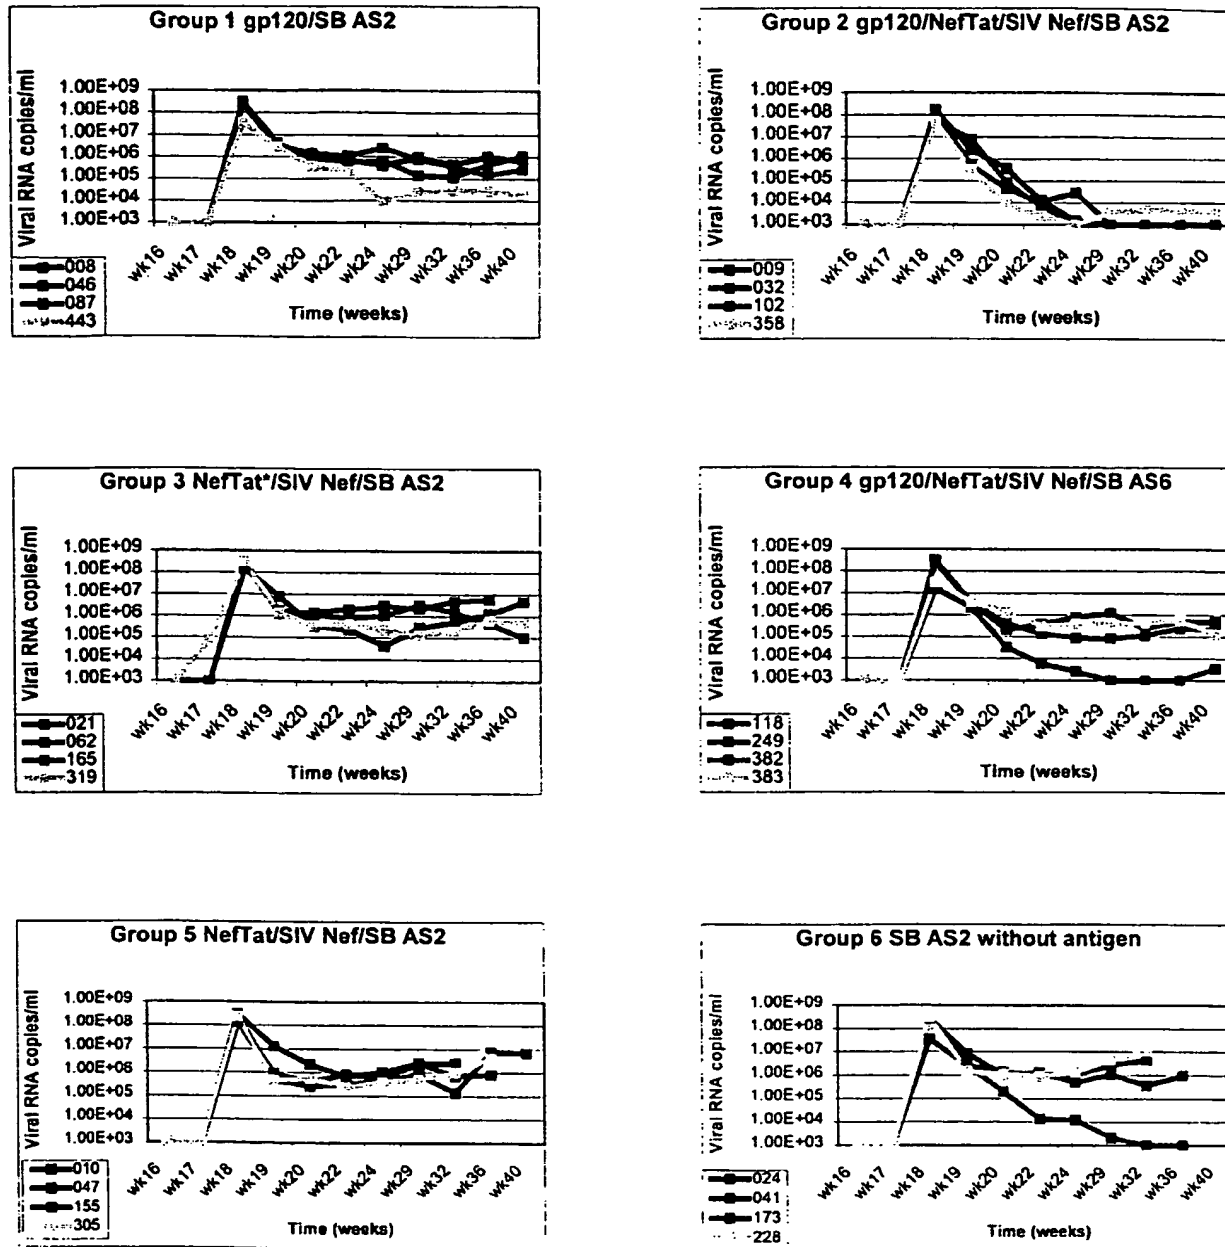 Group 1 gp120/SB AS2
Viral RNA copies/ml
1.00E+09
1.00E+08
1.00E+07
1.00E+06
1.00E+05
1.00E+04
1.00E+03
wk16 wk17 wk18 wk19 wk20 wk22 wk24 wk29 wk32 wk36 wk40
Time (weeks)
008
046
087
443
Group 2 gp120/NefTat/SIV Nef/SB AS2
Viral RNA copies/ml
1.00E+09
1.00E+08
1.00E+07
1.00E+06
1.00E+05
1.00E+04
1.00E+03
wk16 wk17 wk18 wk19 wk20 wk22 wk24 wk29 wk32 wk36 wk40
Time (weeks)
009
032
102
358
Group 3 NefTat*/SIV Nef/SB AS2
Viral RNA copies/ml
1.00E+09
1.00E+08
1.00E+07
1.00E+06
1.00E+05
1.00E+04
1.00E+03
wk16 wk17 wk18 wk19 wk20 wk22 wk24 wk29 wk32 wk36 wk40
Time (weeks)
021
062
165
319
Group 4 gp120/NefTat/SIV Nef/SB AS6
Viral RNA copies/ml
1.00E+09
1.00E+08
1.00E+07
1.00E+06
1.00E+05
1.00E+04
1.00E+03
wk16 wk17 wk18 wk19 wk20 wk22 wk24 wk29 wk32 wk36 wk40
Time (weeks)
118
249
382
383
Group 5 NefTat/SIV Nef/SB AS2
Viral RNA copies/ml
1.00E+09
1.00E+08
1.00E+07
1.00E+06
1.00E+05
1.00E+04
1.00E+03
wk16 wk17 wk18 wk19 wk20 wk22 wk24 wk29 wk32 wk36 wk40
Time (weeks)
010
047
155
305
Group 6 SB AS2 without antigen
Viral RNA copies/ml
1.00E+09
1.00E+08
1.00E+07
1.00E+06
1.00E+05
1.00E+04
1.00E+03
wk16 wk17 wk18 wk19 wk20 wk22 wk24 wk29 wk32 wk36 wk40
Time (weeks)
024
041
173
228